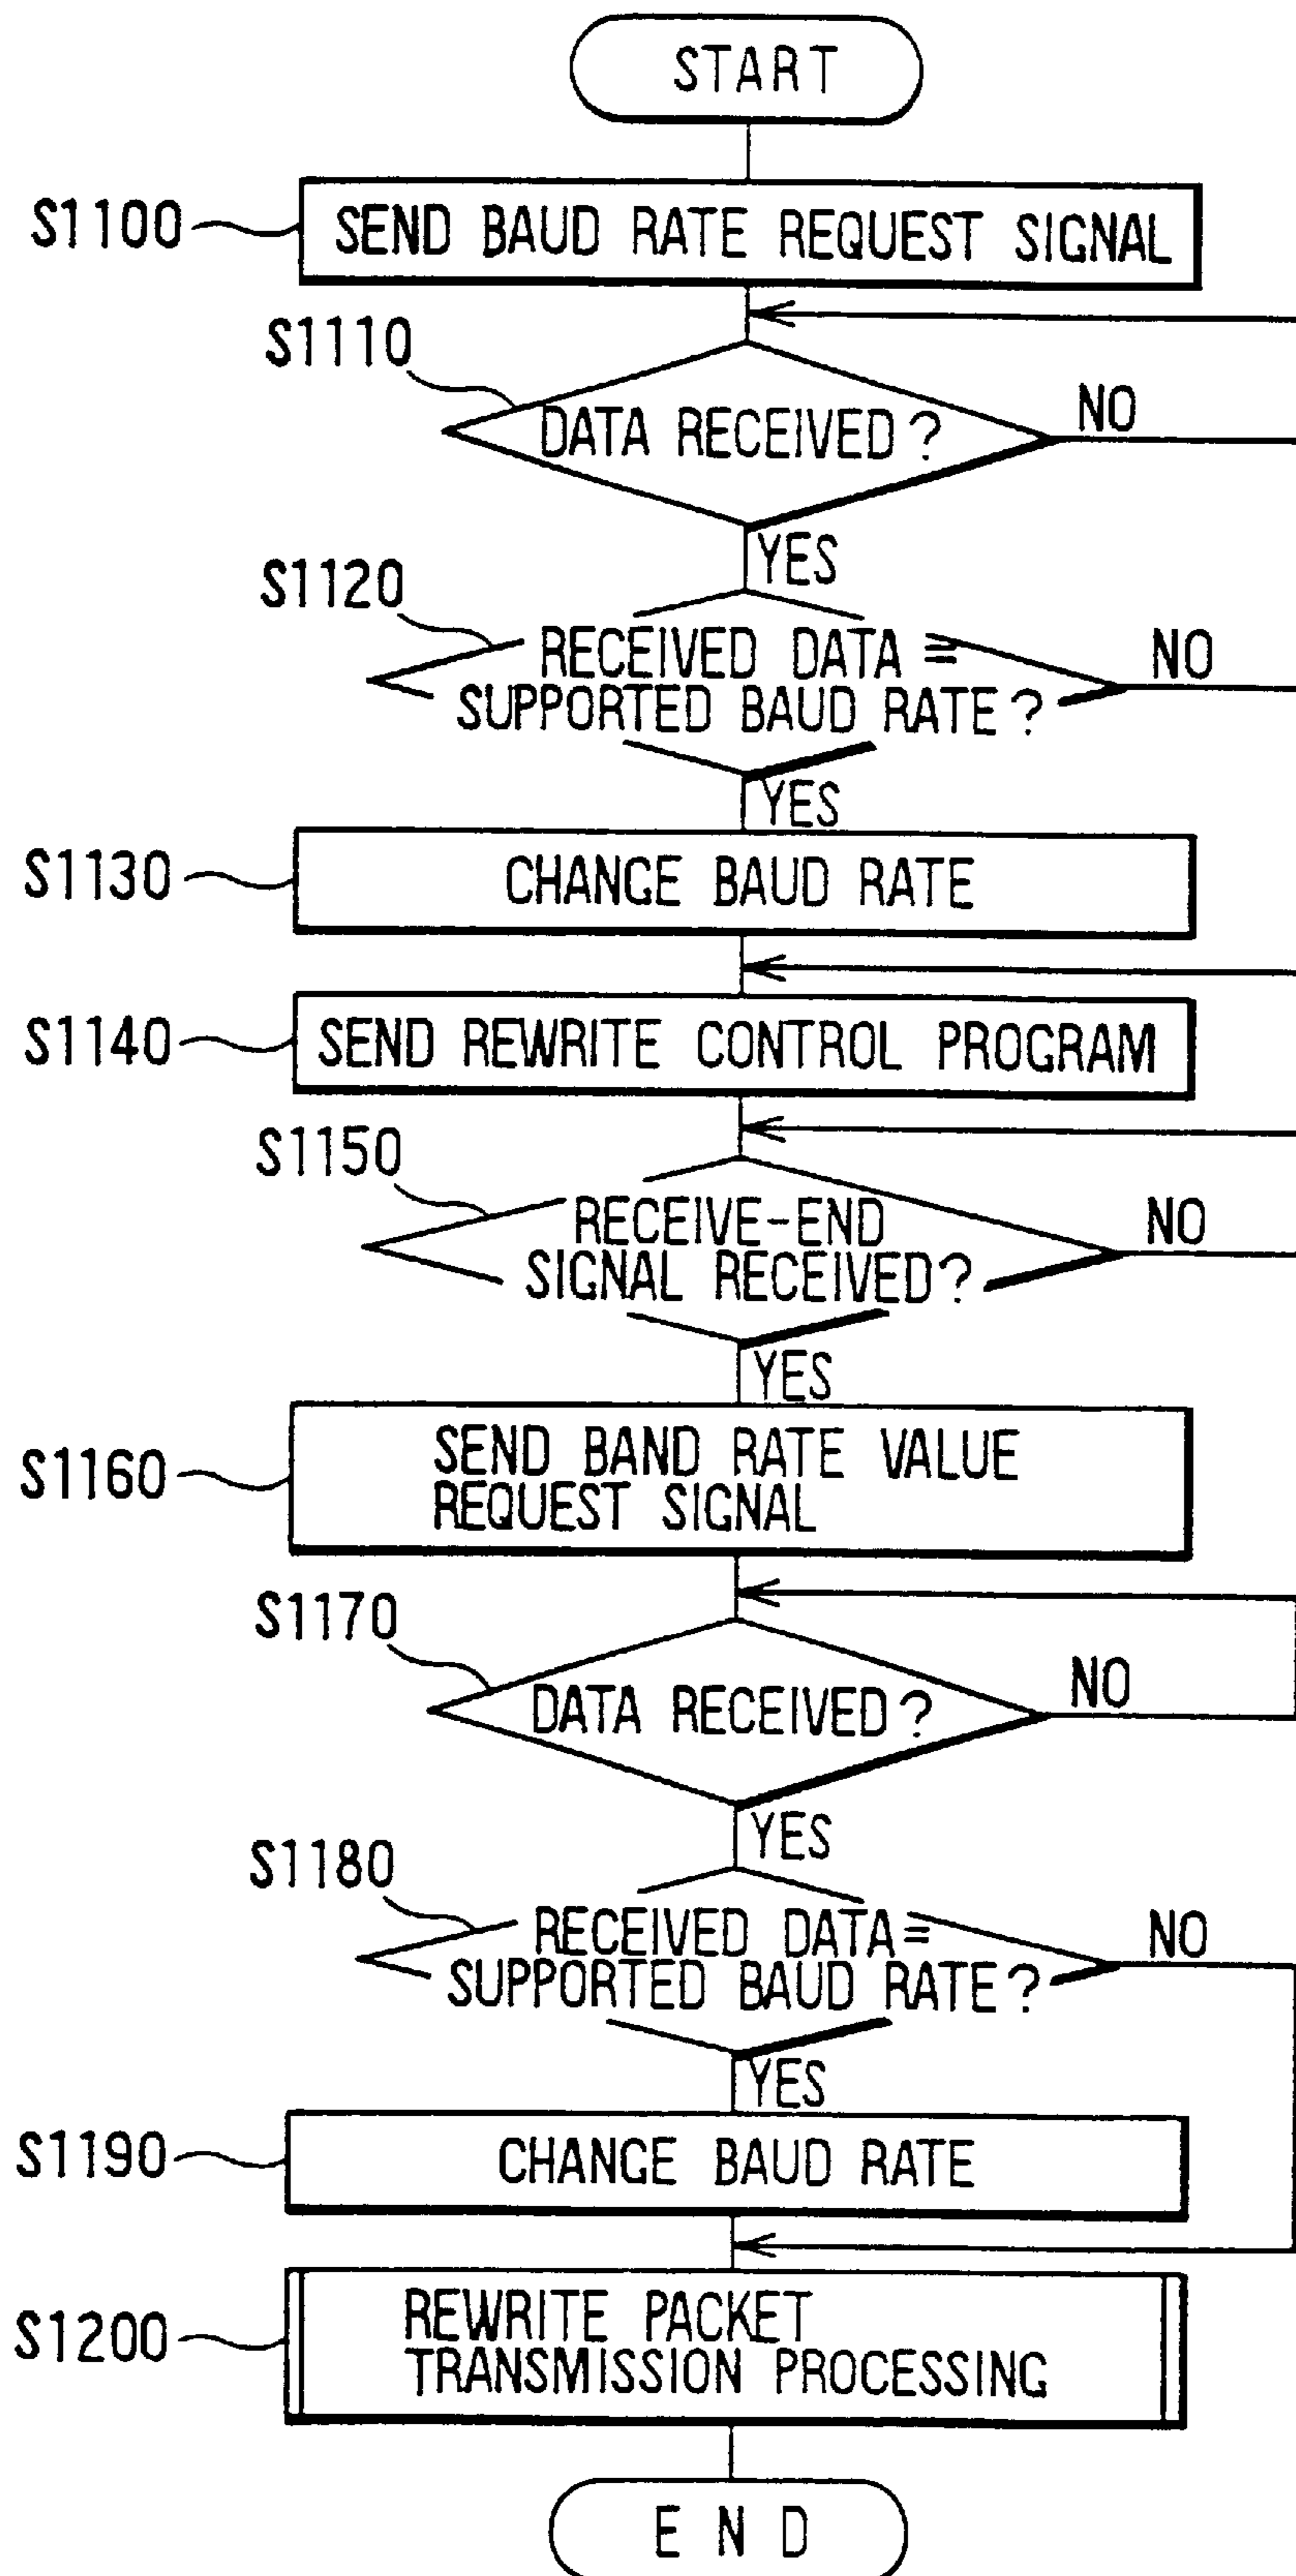 START
S1100
SEND BAUD RATE REQUEST SIGNAL
S1110
DATA RECEIVED?
NO
YES
S1120
RECEIVED DATA =
SUPPORTED BAUD RATE?
NO
YES
S1130
CHANGE BAUD RATE
S1140
SEND REWRITE CONTROL PROGRAM
S1150
RECEIVE-END
SIGNAL RECEIVED?
NO
YES
S1160
SEND BAND RATE VALUE
REQUEST SIGNAL
S1170
DATA RECEIVED?
NO
YES
S1180
RECEIVED DATA=
SUPPORTED BAUD RATE?
NO
YES
S1190
CHANGE BAUD RATE
S1200
REWRITE PACKET
TRANSMISSION PROCESSING
END